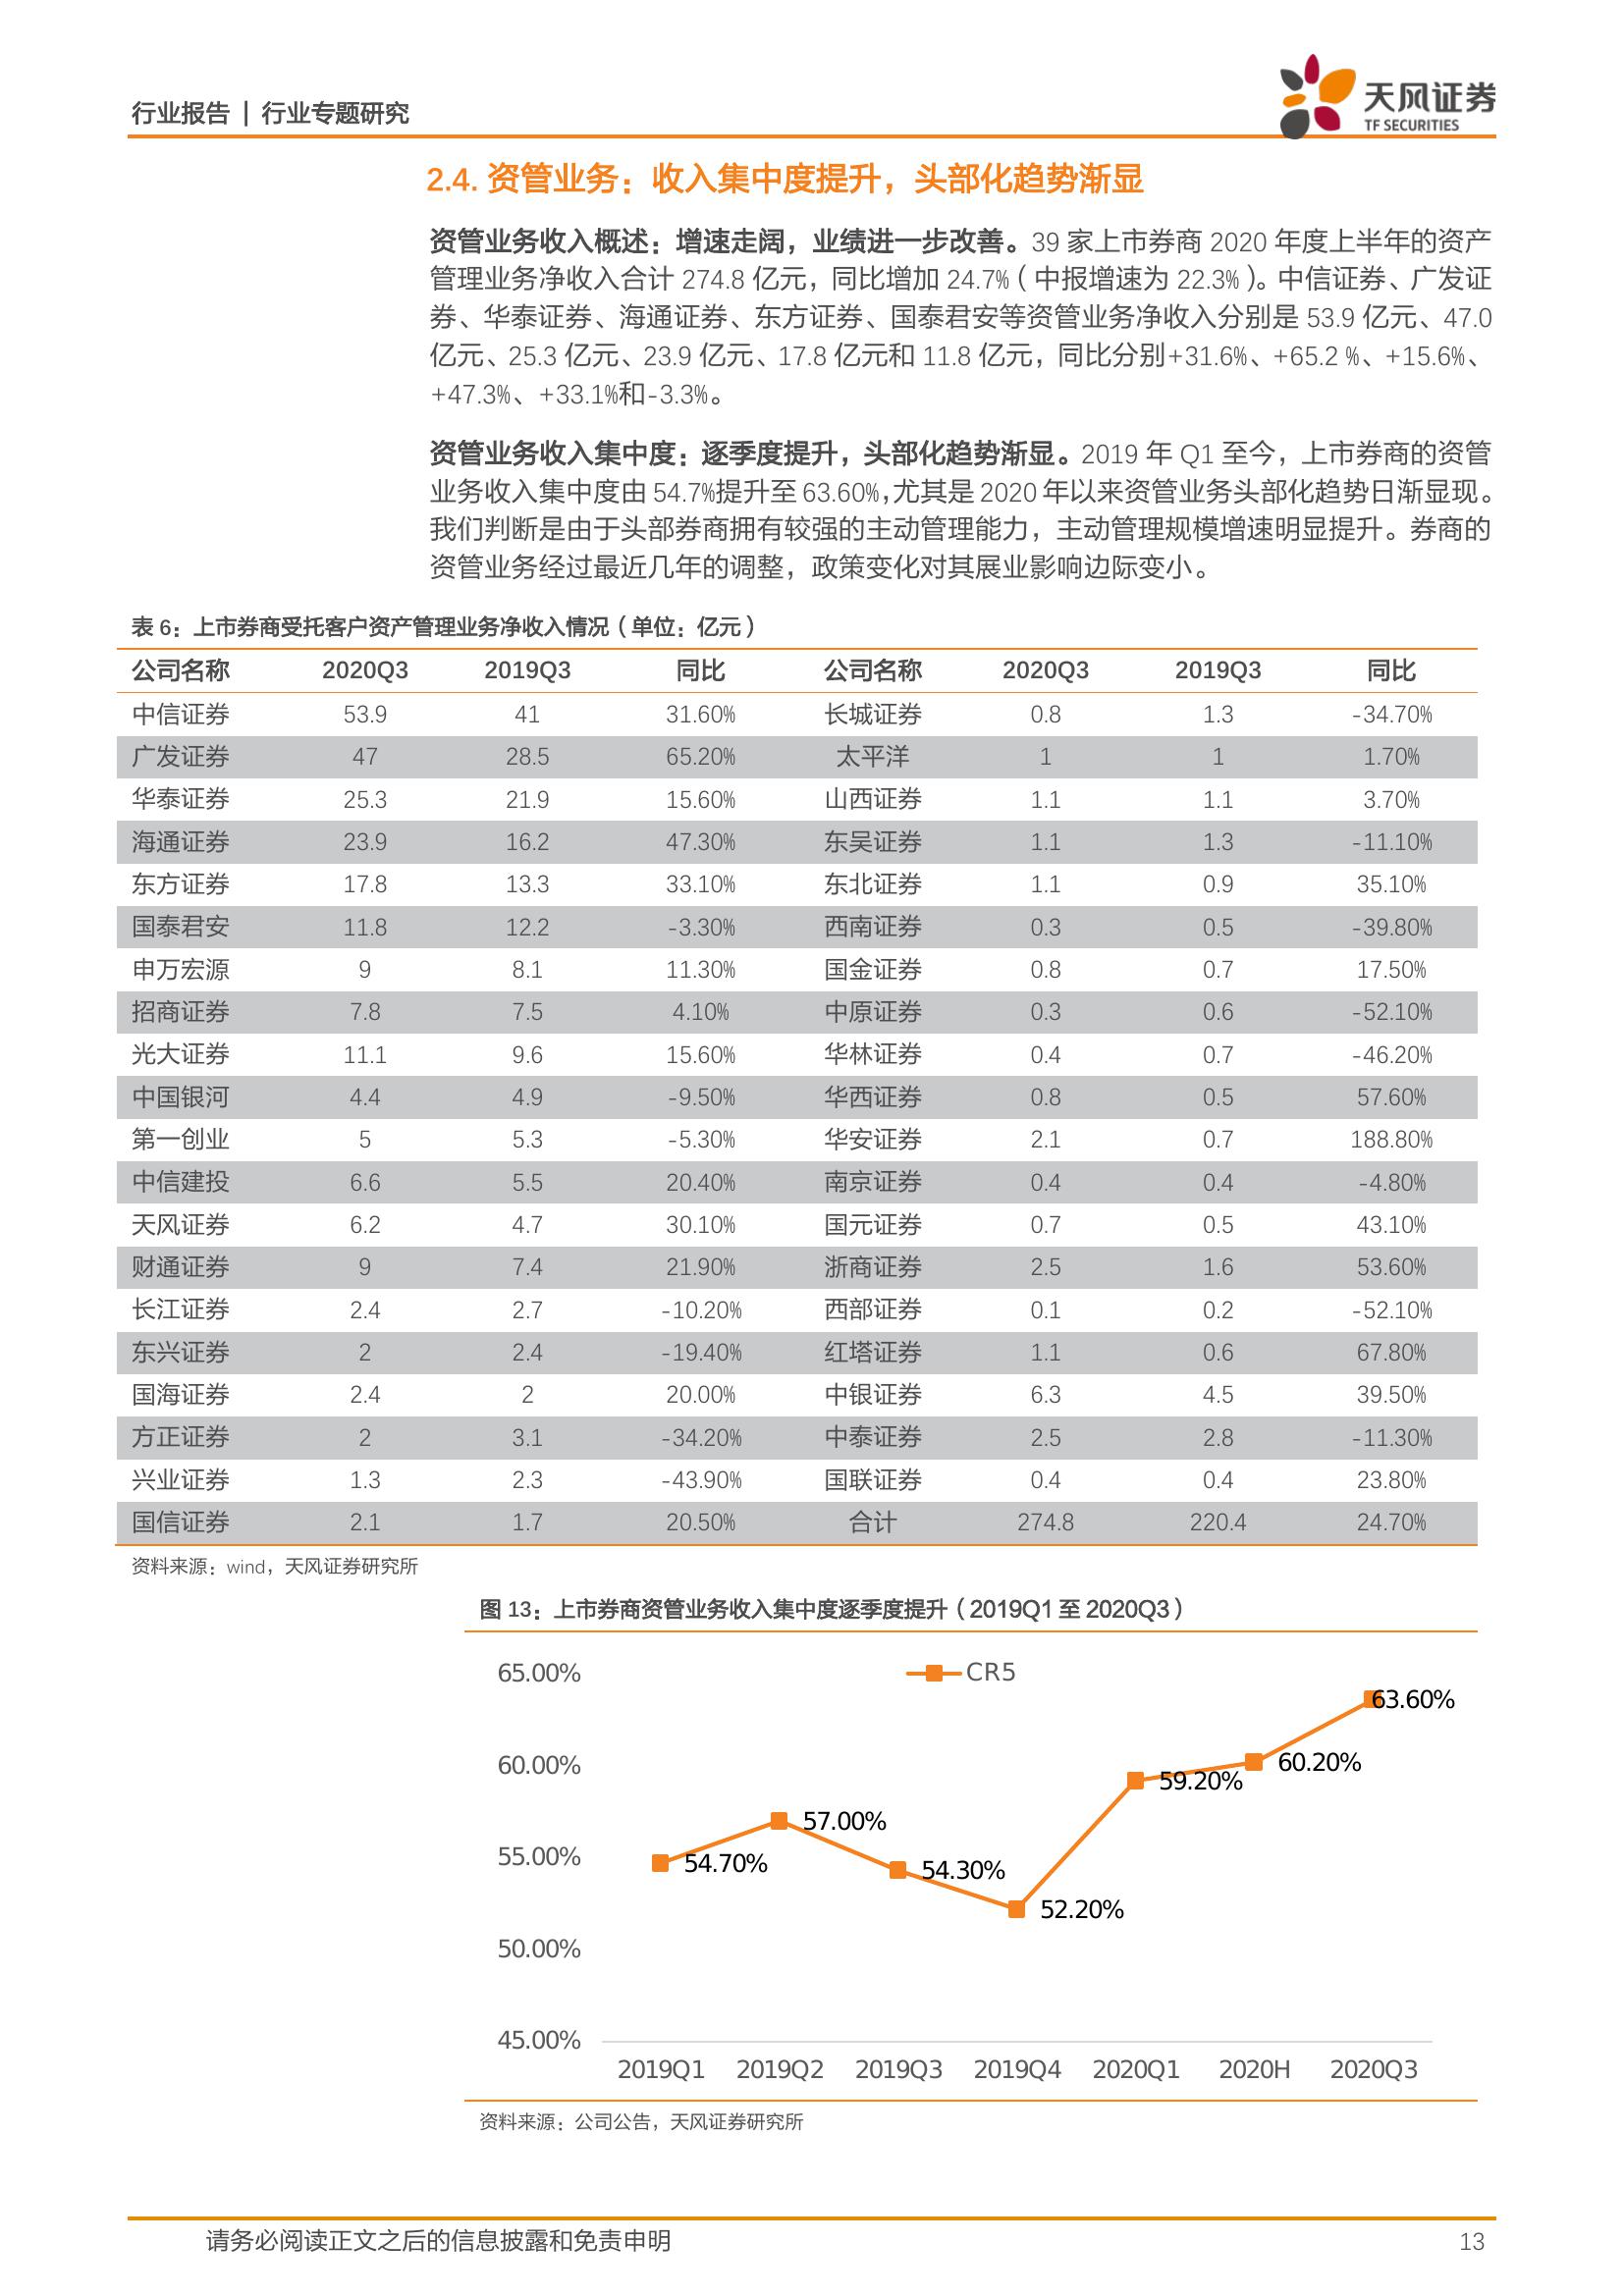 行业报告 | 行业专题研究
天风证券
TF SECURITIES
2.4. 资管业务：收入集中度提升，头部化趋势渐显
资管业务收入概述：增速走阔，业绩进一步改善。39 家上市券商 2020 年度上半年的资产
管理业务净收入合计 274.8 亿元，同比增加 24.7%（中报增速为 22.3%）。中信证券、广发证
券、华泰证券、海通证券、东方证券、国泰君安等资管业务净收入分别是 53.9 亿元、47.0
亿元、25.3 亿元、23.9 亿元、17.8 亿元和 11.8 亿元，同比分别+31.6%、+65.2 %、+15.6%、
+47.3%、+33.1%和-3.3%。
资管业务收入集中度：逐季度提升，头部化趋势渐显。2019 年 Q1 至今，上市券商的资管
业务收入集中度由 54.7%提升至 63.60%，尤其是 2020 年以来资管业务头部化趋势日渐显现。
我们判断是由于头部券商拥有较强的主动管理能力，主动管理规模增速明显提升。券商的
资管业务经过最近几年的调整，政策变化对其展业影响边际变小。
表 6：上市券商受托客户资产管理业务净收入情况（单位：亿元）
公司名称 2020Q3 2019Q3 同比 公司名称 2020Q3 2019Q3 同比
中信证券 53.9 41 31.60% 长城证券 0.8 1.3 -34.70%
广发证券 47 28.5 65.20% 太平洋 1 1 1.70%
华泰证券 25.3 21.9 15.60% 山西证券 1.1 1.1 3.70%
海通证券 23.9 16.2 47.30% 东吴证券 1.1 1.3 -11.10%
东方证券 17.8 13.3 33.10% 东北证券 1.1 0.9 35.10%
国泰君安 11.8 12.2 -3.30% 西南证券 0.3 0.5 -39.80%
申万宏源 9 8.1 11.30% 国金证券 0.8 0.7 17.50%
招商证券 7.8 7.5 4.10% 中原证券 0.3 0.6 -52.10%
光大证券 11.1 9.6 15.60% 华林证券 0.4 0.7 -46.20%
中国银河 4.4 4.9 -9.50% 华西证券 0.8 0.5 57.60%
第一创业 5 5.3 -5.30% 华安证券 2.1 0.7 188.80%
中信建投 6.6 5.5 20.40% 南京证券 0.4 0.4 -4.80%
天风证券 6.2 4.7 30.10% 国元证券 0.7 0.5 43.10%
财通证券 9 7.4 21.90% 浙商证券 2.5 1.6 53.60%
长江证券 2.4 2.7 -10.20% 西部证券 0.1 0.2 -52.10%
东兴证券 2 2.4 -19.40% 红塔证券 1.1 0.6 67.80%
国海证券 2.4 2 20.00% 中银证券 6.3 4.5 39.50%
方正证券 2 3.1 -34.20% 中泰证券 2.5 2.8 -11.30%
兴业证券 1.3 2.3 -43.90% 国联证券 0.4 0.4 23.80%
国信证券 2.1 1.7 20.50% 合计 274.8 220.4 24.70%
资料来源：wind，天风证券研究所
图 13：上市券商资管业务收入集中度逐季度提升（2019Q1 至 2020Q3）
CR5
65.00%
60.00%
55.00%
50.00%
45.00%
54.70%
57.00%
54.30%
52.20%
59.20%
60.20%
63.60%
2019Q1 2019Q2 2019Q3 2019Q4 2020Q1 2020H 2020Q3
资料来源：公司公告，天风证券研究所
请务必阅读正文之后的信息披露和免责申明 13